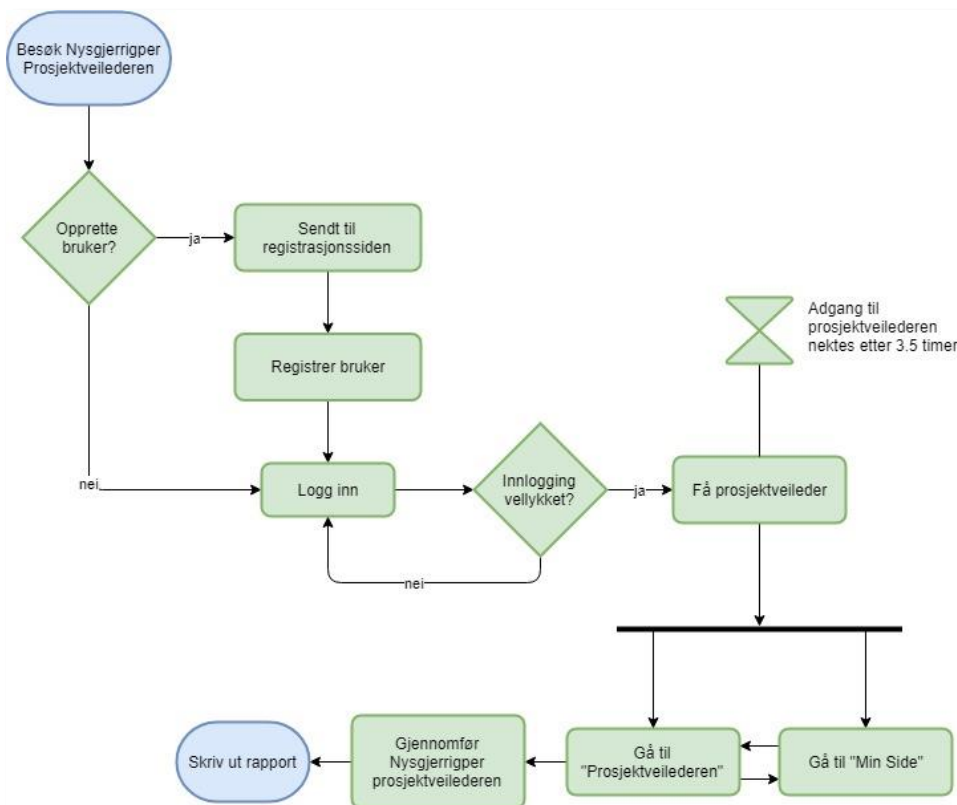 Besøk Nysgjerrigper
Prosjektveilederen
Opprette
bruker?
ja
Sendt til
registrasjonssiden
Registrer bruker
nei
Logg inn
Innlogging
vellykket?
nei
ja
Få prosjektveileder
Adgang til
prosjektveilederen
nektes etter 3.5 timer
Gå til
"Prosjektveilederen"
Gå til "Min Side"
Gjennomfør
Nysgjerrigper
prosjektveilederen
Skriv ut rapport